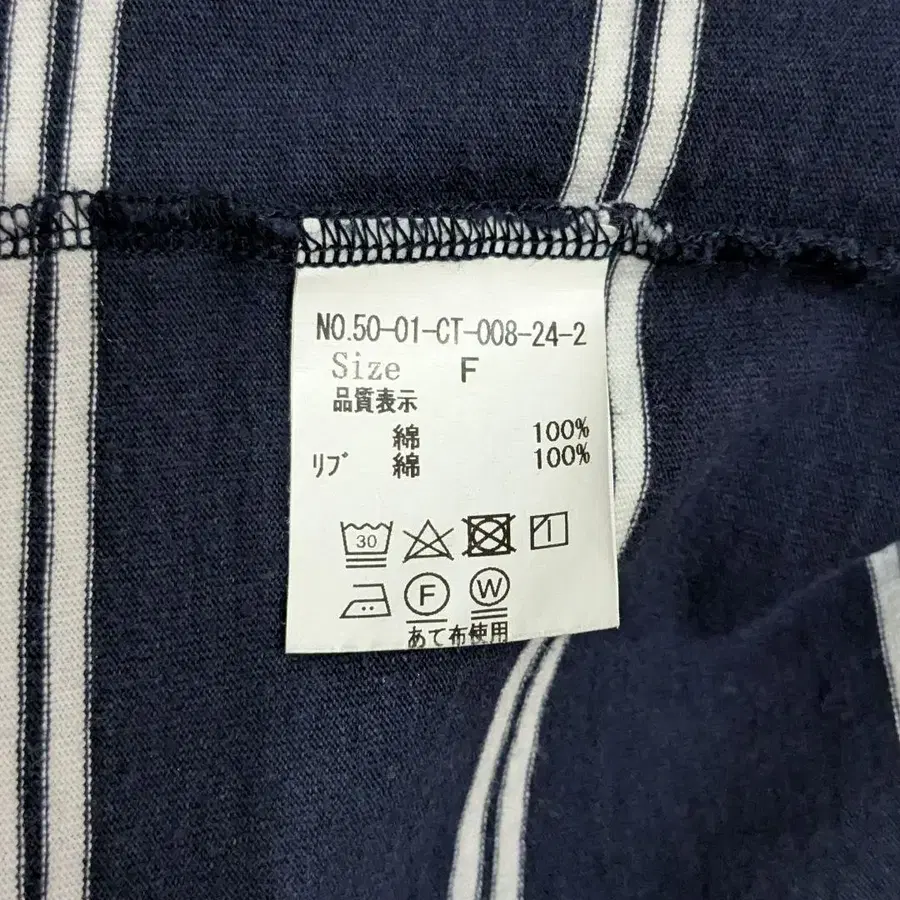 NO.50-01-CT-008-24-2
Size F
品質表示
綿 100%
ﾘﾌﾞ 綿 100%
30
F W
あて布使用